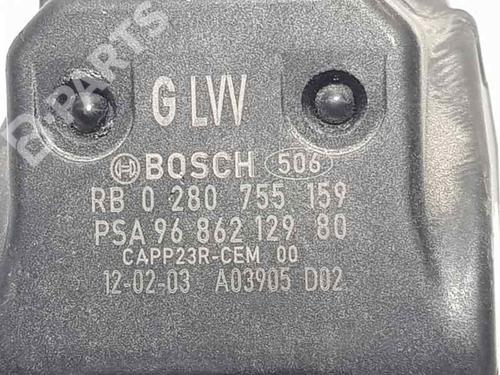 B-PARTS
G LVV
BOSCH 506
RB 0 280 755 159
PSA 96 862 129 80
CAPP23R-CEM 00
12-02-03 A03905 D02